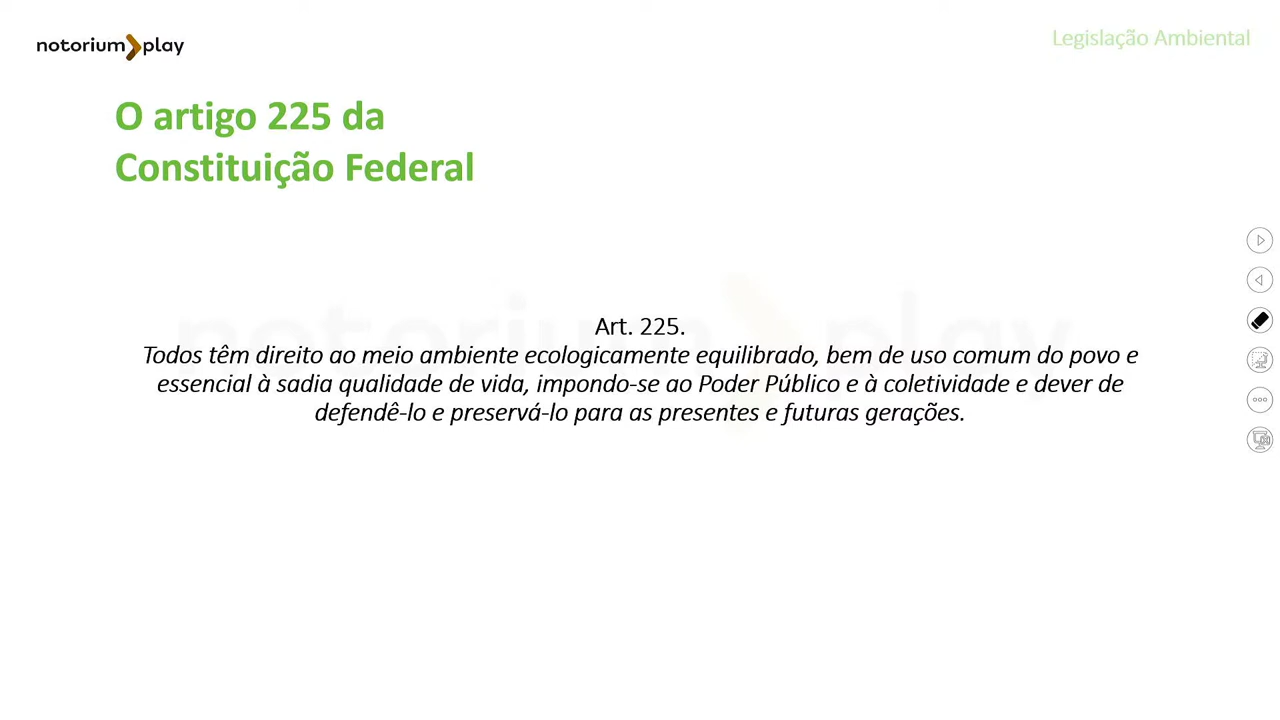 notorium play
Legislação Ambiental
O artigo 225 da
Constituição Federal
notorium play
Art. 225.
Todos têm direito ao meio ambiente ecologicamente equilibrado, bem de uso comum do povo e
essencial à sadia qualidade de vida, impondo-se ao Poder Público e à coletividade e dever de
defendê-lo e preservá-lo para as presentes e futuras gerações.